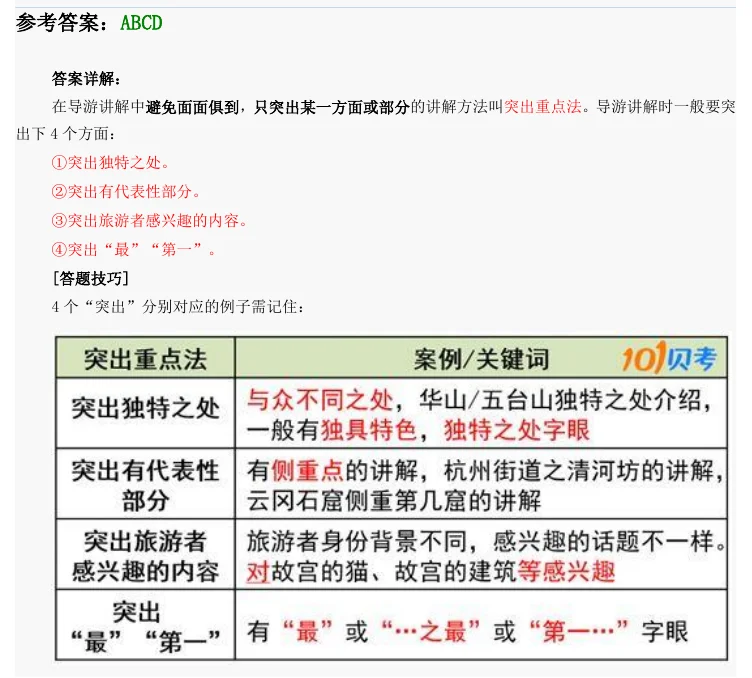 参考答案：ABCD
答案详解：
在导游讲解中避免面面俱到，只突出某一方面或部分的讲解方法叫突出重点法。导游讲解时一般要突
出下 4 个方面：
①突出独特之处。
②突出有代表性部分。
③突出旅游者感兴趣的内容。
④突出“最”“第一”。
[答题技巧]
4 个“突出”分别对应的例子需记住：
突出重点法
案例/关键词
101贝考
突出独特之处
与众不同之处，华山/五台山独特之处介绍，
一般有独具特色，独特之处字眼
突出有代表性
部分
有侧重点的讲解，杭州街道之清河坊的讲解，
云冈石窟侧重第几窟的讲解
突出旅游者
感兴趣的内容
旅游者身份背景不同，感兴趣的话题不一样。
对故宫的猫、故宫的建筑等感兴趣
突出
“最”“第一”
有“最”或“…之最”或“第一…”字眼